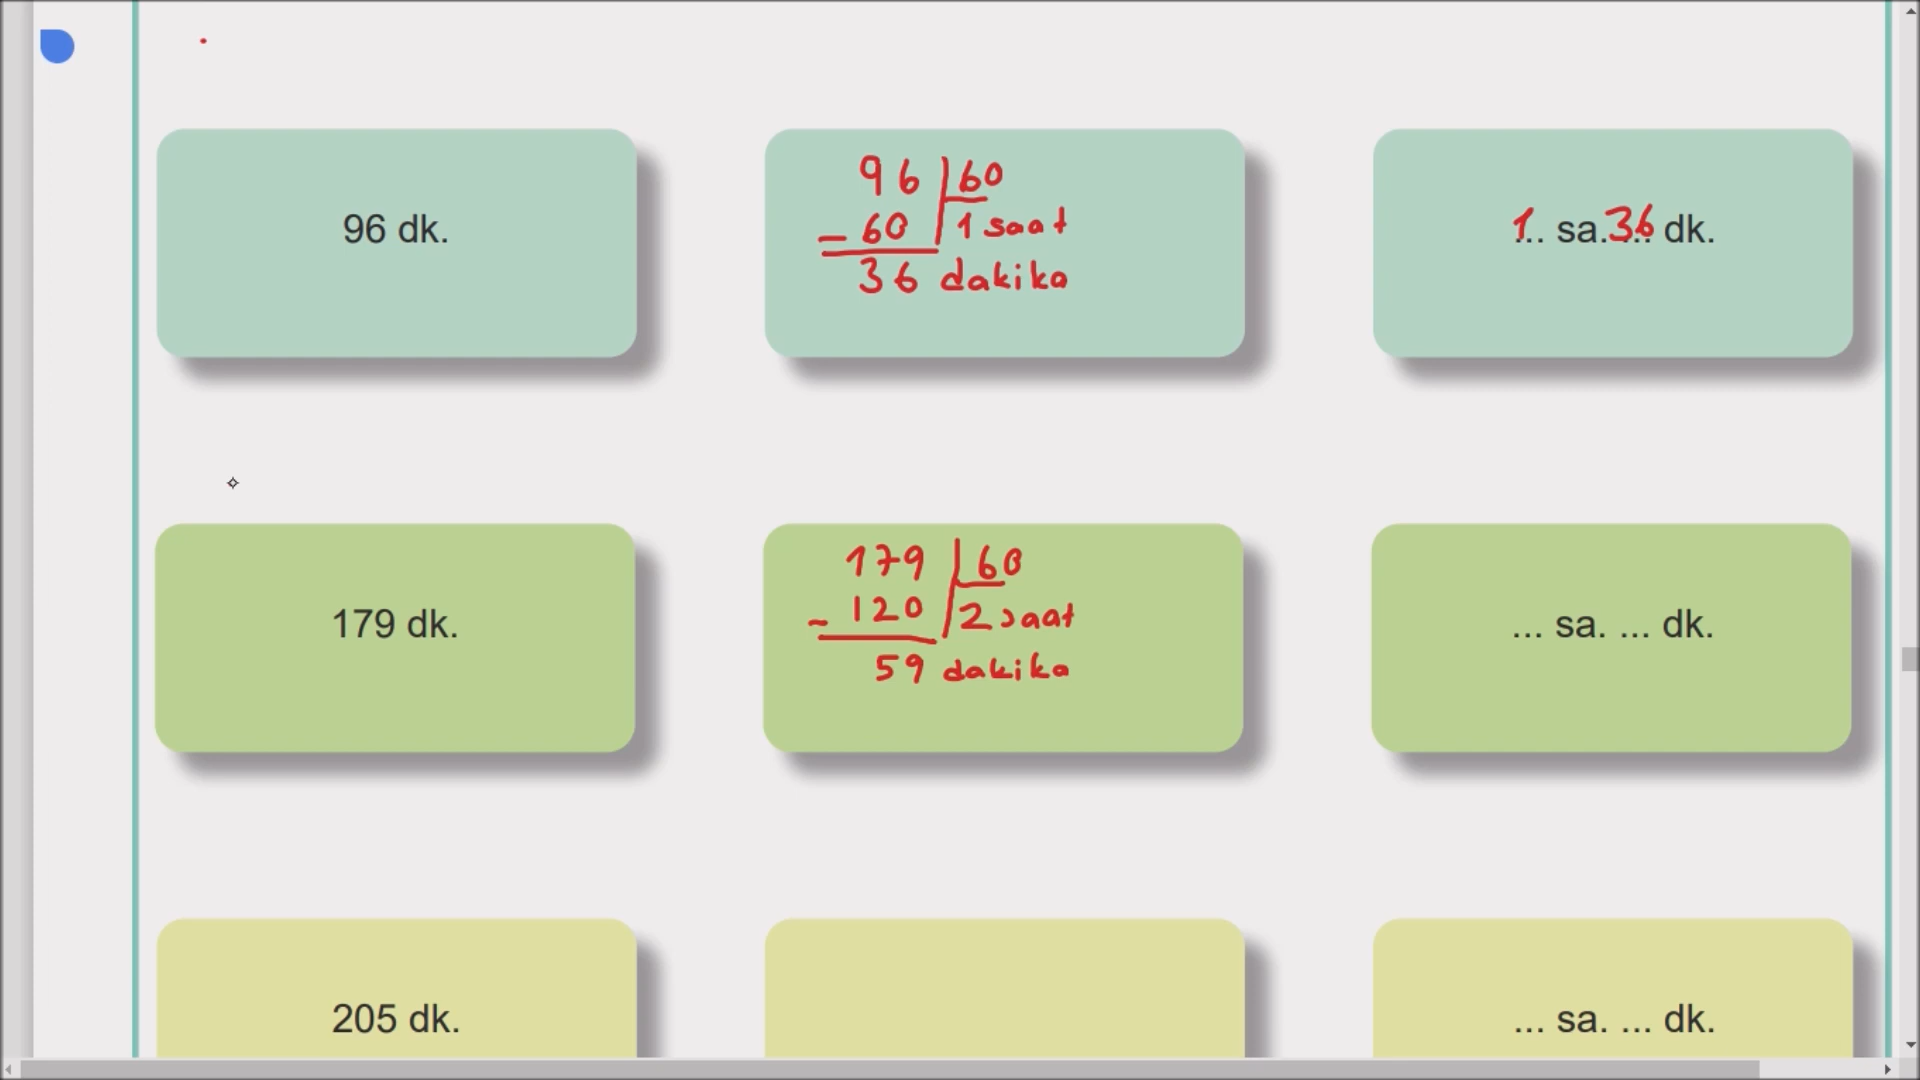 96 dk.
96 60
- 60 1 saat
36 dakika
1... sa.36... dk.
179 dk.
179 60
- 120 2 saat
59 dakika
... sa. ... dk.
205 dk.
... sa. ... dk.